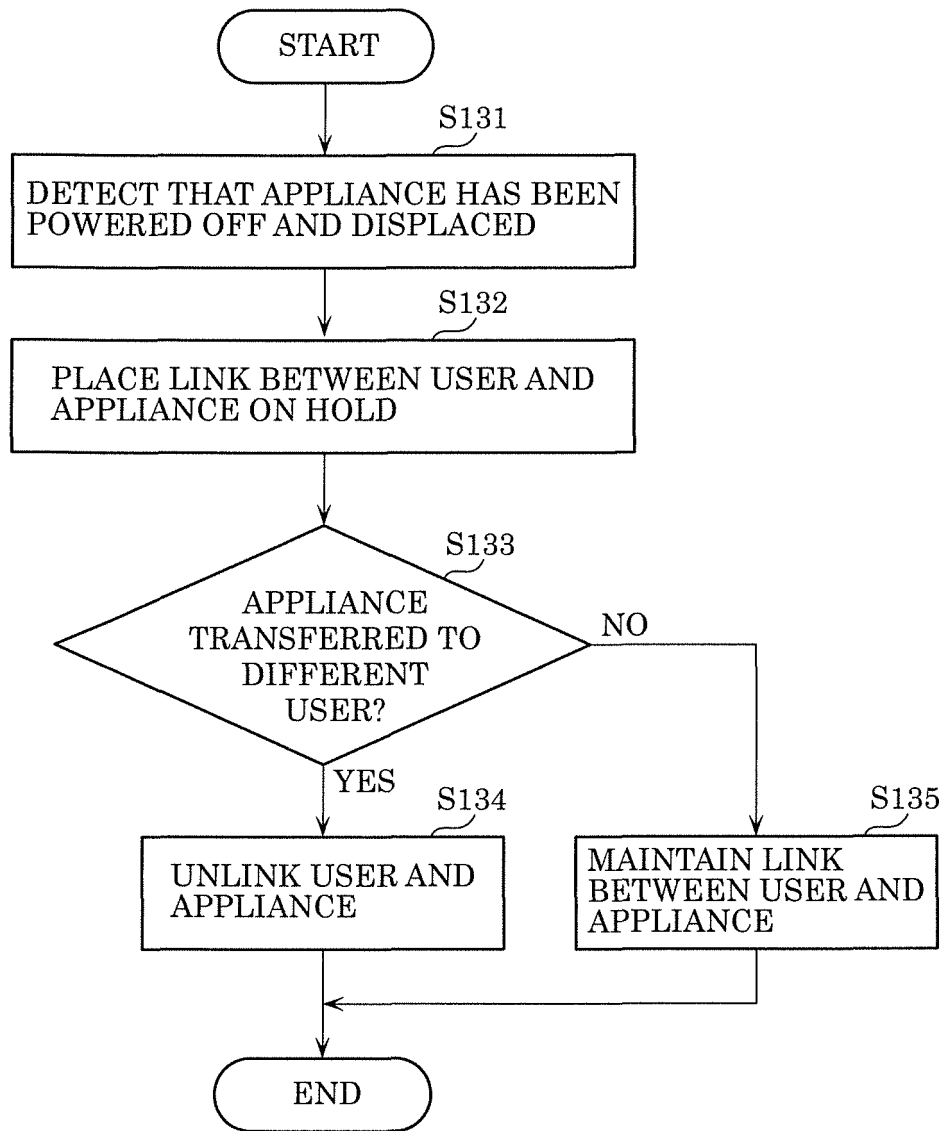 START
S131
DETECT THAT APPLIANCE HAS BEEN
POWERED OFF AND DISPLACED
S132
PLACE LINK BETWEEN USER AND
APPLIANCE ON HOLD
S133
APPLIANCE
TRANSFERRED TO
DIFFERENT
USER?
NO
YES
S134
UNLINK USER AND
APPLIANCE
S135
MAINTAIN LINK
BETWEEN USER AND
APPLIANCE
END